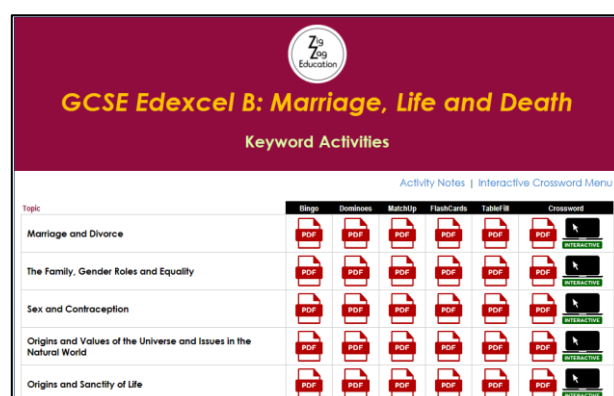 Zig
Zag
Education
GCSE Edexcel B: Marriage, Life and Death
Keyword Activities
Activity Notes | Interactive Crossword Menu
Topic Bingo Dominoes MatchUp FlashCards TableFill Crossword
Marriage and Divorce PDF PDF PDF PDF PDF PDF INTERACTIVE
The Family, Gender Roles and Equality PDF PDF PDF PDF PDF PDF INTERACTIVE
Sex and Contraception PDF PDF PDF PDF PDF PDF INTERACTIVE
Origins and Values of the Universe and Issues in the
Natural World PDF PDF PDF PDF PDF PDF INTERACTIVE
Origins and Sanctity of Life PDF PDF PDF PDF PDF PDF INTERACTIVE